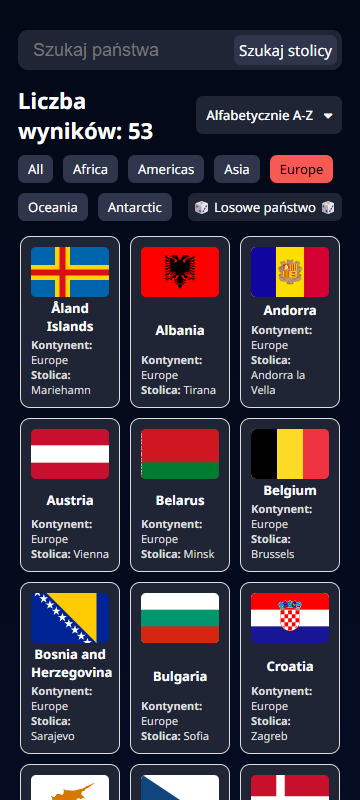 Szukaj państwa
Szukaj stolicy
Liczba
wyników: 53
Alfabetycznie A-Z
All
Africa
Americas
Asia
Europe
Oceania
Antarctic
Losowe państwo
Åland
Islands
Kontynent:
Europe
Stolica:
Mariehamn
Albania
Kontynent:
Europe
Stolica: Tirana
Andorra
Kontynent:
Europe
Stolica:
Andorra la
Vella
Austria
Kontynent:
Europe
Stolica: Vienna
Belarus
Kontynent:
Europe
Stolica: Minsk
Belgium
Kontynent:
Europe
Stolica:
Brussels
Bosnia and
Herzegovina
Kontynent:
Europe
Stolica:
Sarajevo
Bulgaria
Kontynent:
Europe
Stolica: Sofia
Croatia
Kontynent:
Europe
Stolica:
Zagreb